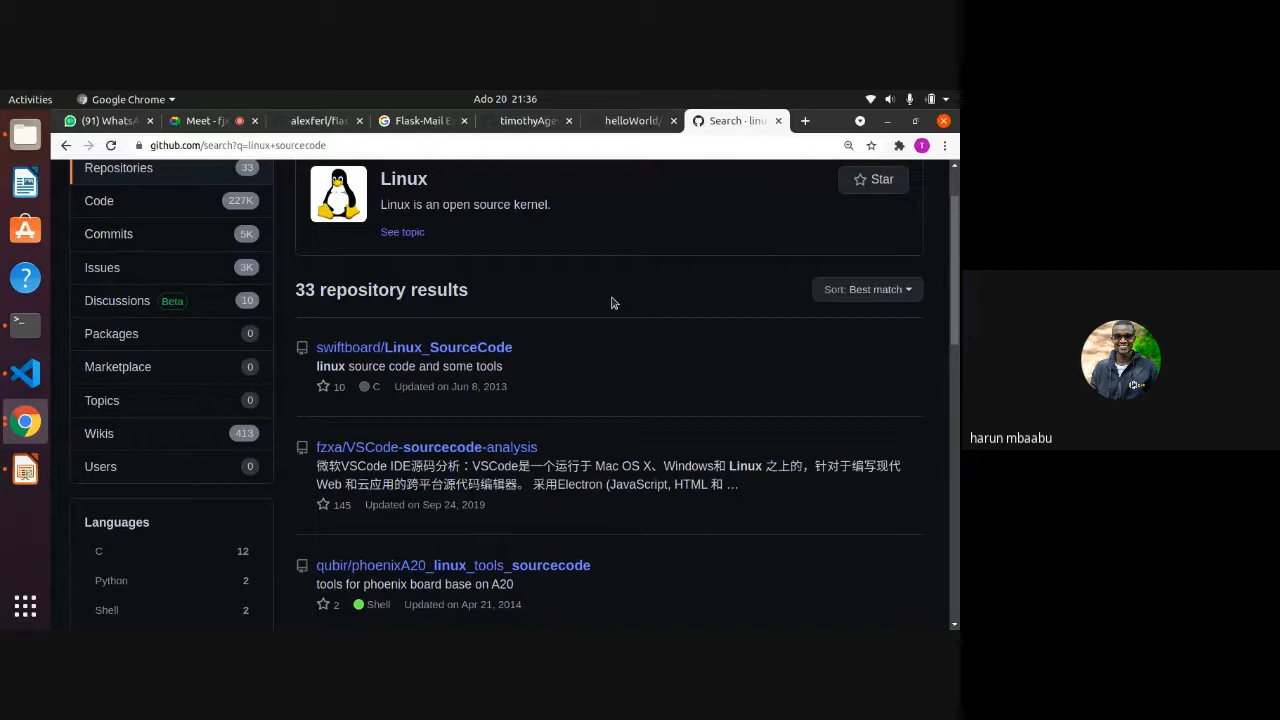 Activities
Google Chrome
Ado 20 21:36
(91) WhatsA
Meet - fjx
alexferl/flas
Flask-Mail E
timothyAge
helloWorld/
Search · linu
github.com/search?q=linux+sourcecode
T
Repositories 33
Code 227K
Commits 5K
Issues 3K
Discussions Beta 10
Packages 0
Marketplace 0
Topics 0
Wikis 413
Users 0
Languages
C 12
Python 2
Shell 2
Linux
Star
Linux is an open source kernel.
See topic
33 repository results
Sort: Best match
swiftboard/Linux_SourceCode
linux source code and some tools
10 C Updated on Jun 8, 2013
fzxa/VSCode-sourcecode-analysis
微软VSCode IDE源码分析：VSCode是一个运行于 Mac OS X、Windows和 Linux 之上的，针对于编写现代
Web 和云应用的跨平台源代码编辑器。 采用Electron (JavaScript, HTML 和 …
145 Updated on Sep 24, 2019
qubir/phoenixA20_linux_tools_sourcecode
tools for phoenix board base on A20
2 Shell Updated on Apr 21, 2014
harun mbaabu